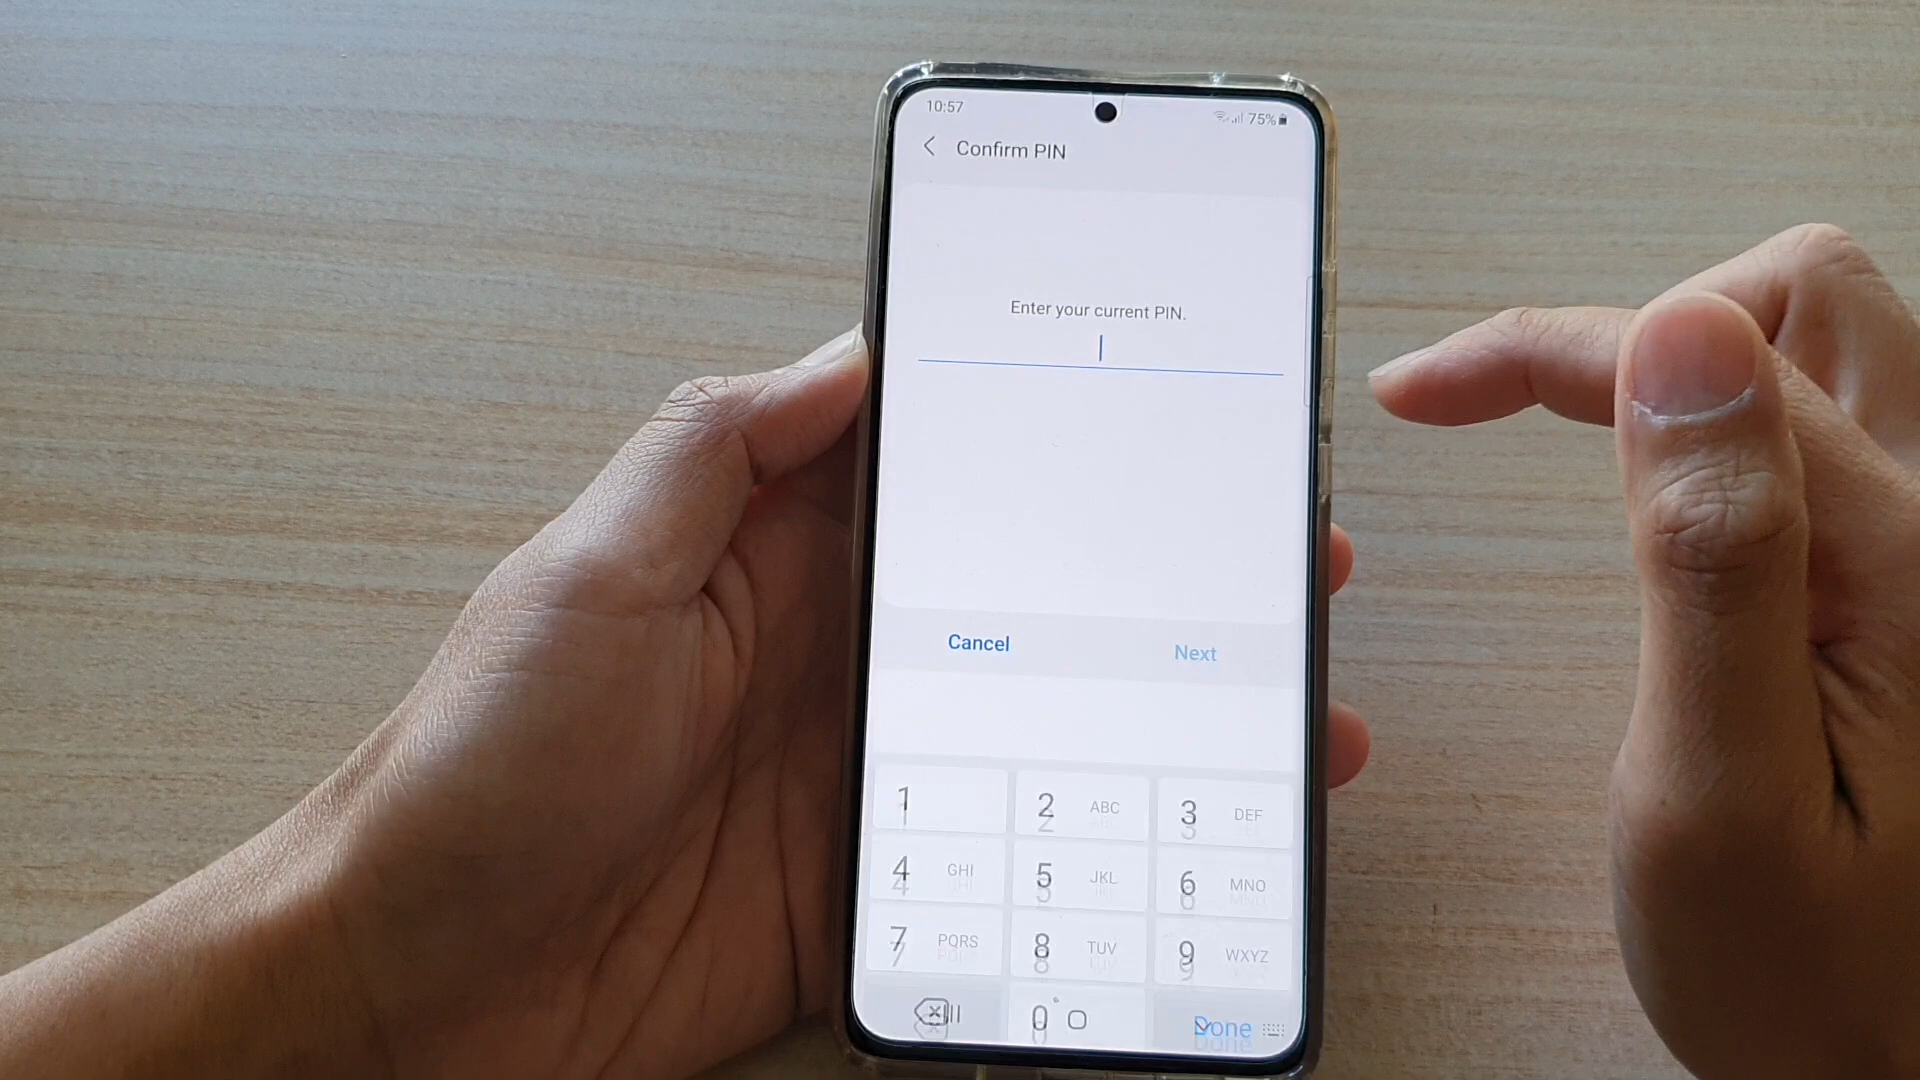 10:57
75%
Confirm PIN
Enter your current PIN.
Cancel
Next
1
2 ABC
3 DEF
4 GHI
5 JKL
6 MNO
7 PQRS
8 TUV
9 WXYZ
0
Done